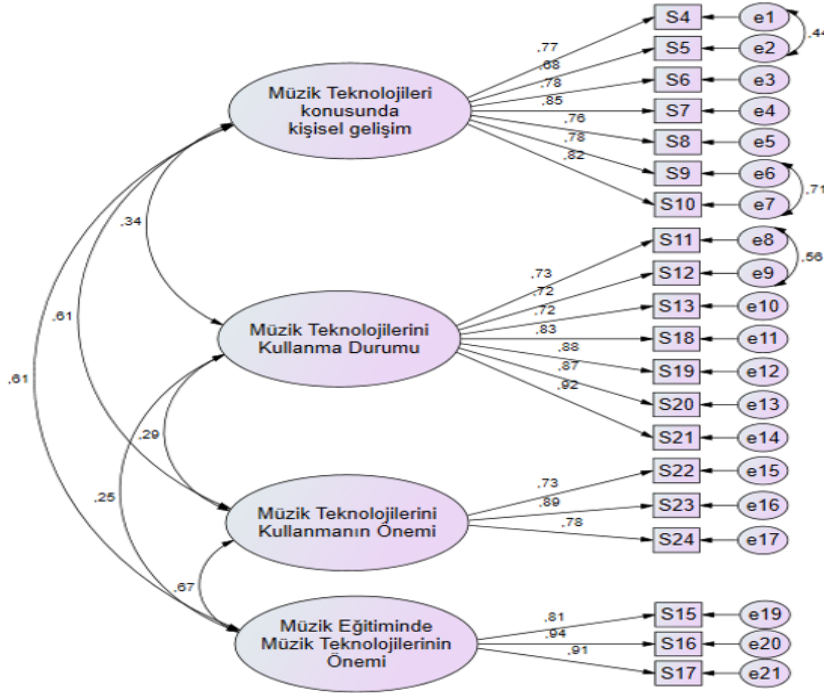 S4 e1
.44
S5 e2
.77
.68
S6 e3
.78
Müzik Teknolojileri
konusunda
kişisel gelişim
.85
S7 e4
.76
S8 e5
.78
S9 e6
.82
.71
S10 e7
.34
S11 e8
.56
.73
S12 e9
.72
S13 e10
.72
.61
Müzik Teknolojilerini
Kullanma Durumu
.83
S18 e11
.88
S19 e12
.61
.87
S20 e13
.92
S21 e14
.29
.25
S22 e15
.73
Müzik Teknolojilerini
Kullanmanın Önemi
.89
S23 e16
.78
S24 e17
.67
S15 e19
.81
Müzik Eğitiminde
Müzik Teknolojilerinin
Önemi
.94
S16 e20
.91
S17 e21